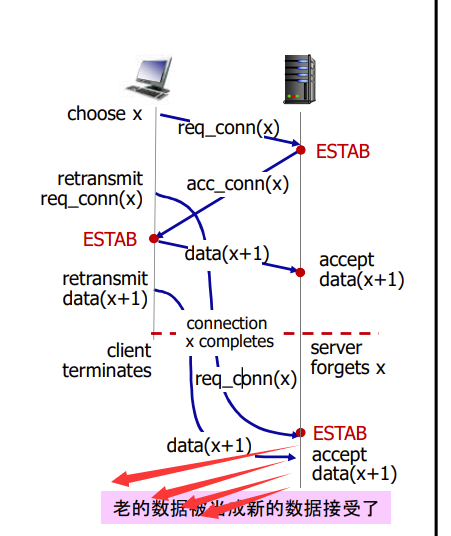 choose x
req_conn(x)
ESTAB
retransmit
req_conn(x)
acc_conn(x)
ESTAB
data(x+1)
accept
data(x+1)
retransmit
data(x+1)
connection
x completes
client
terminates
server
forgets x
req_conn(x)
ESTAB
data(x+1)
accept
data(x+1)
老的数据被当成新的数据接受了